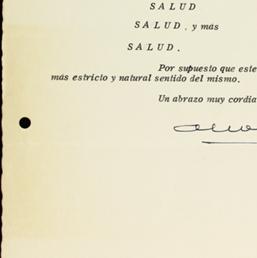 SALUD
SALUD, y más
SALUD.
Por supuesto que este
más estricto y natural sentido del mismo.
Un abrazo muy cordia